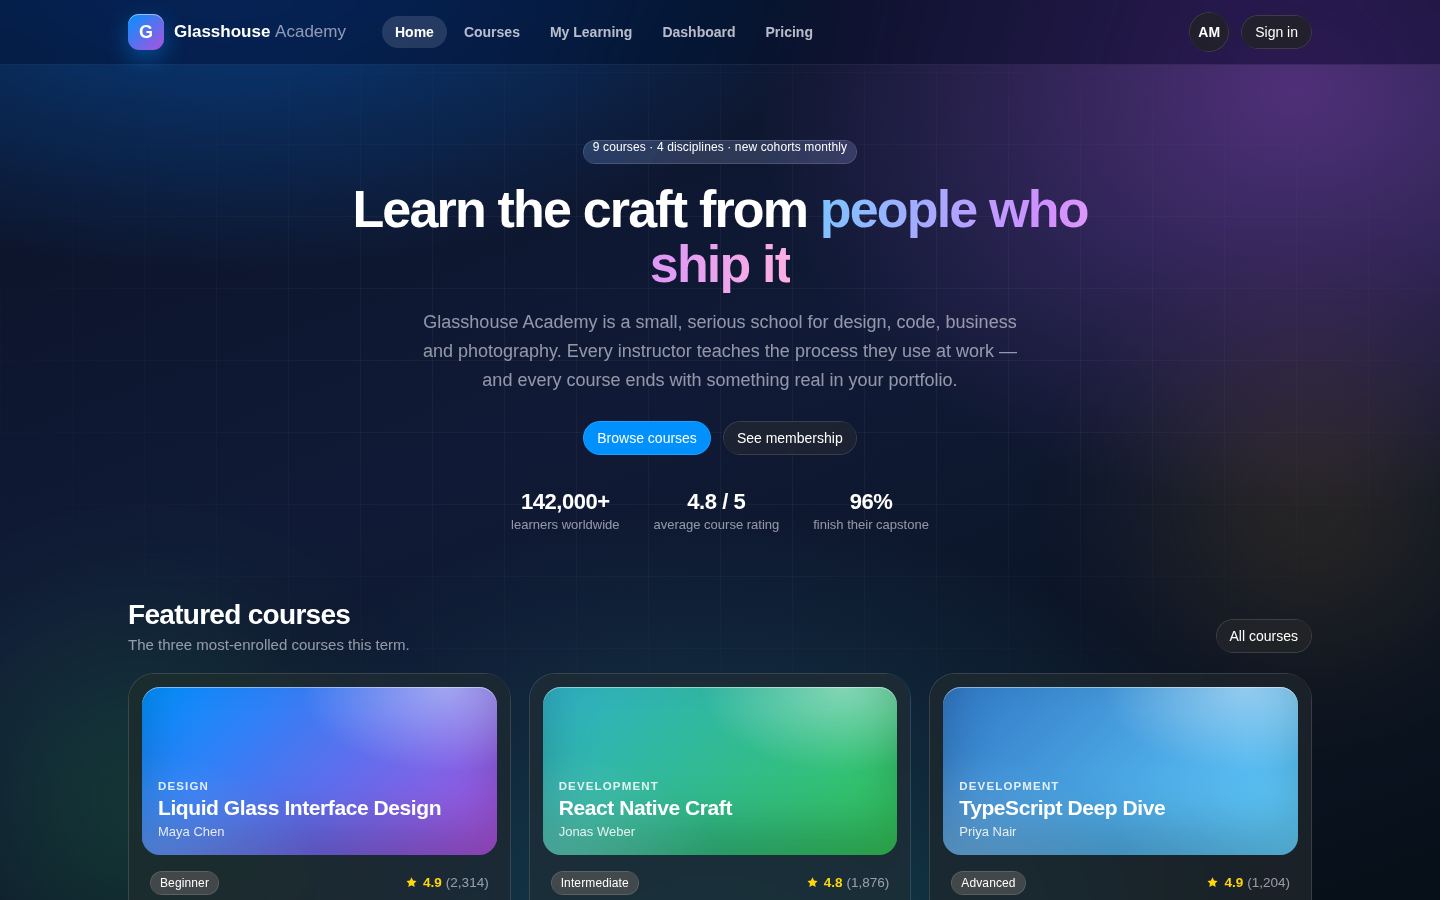 G Glasshouse Academy Home Courses My Learning Dashboard Pricing AM Sign in
9 courses · 4 disciplines · new cohorts monthly
Learn the craft from people who
ship it
Glasshouse Academy is a small, serious school for design, code, business
and photography. Every instructor teaches the process they use at work —
and every course ends with something real in your portfolio.
Browse courses See membership
142,000+ 4.8 / 5 96%
learners worldwide average course rating finish their capstone
Featured courses
The three most-enrolled courses this term.
All courses
DESIGN
Liquid Glass Interface Design
Maya Chen
Beginner ★ 4.9 (2,314)
DEVELOPMENT
React Native Craft
Jonas Weber
Intermediate ★ 4.8 (1,876)
DEVELOPMENT
TypeScript Deep Dive
Priya Nair
Advanced ★ 4.9 (1,204)